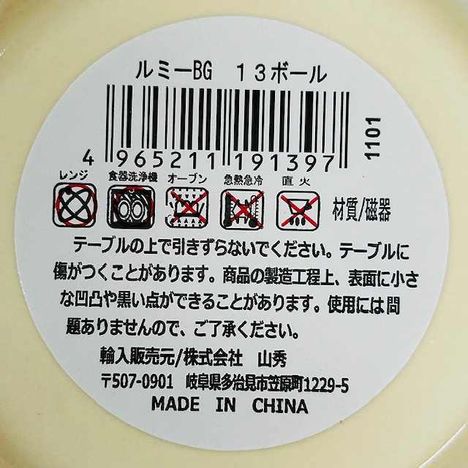 ルミーBG １３ボール
1101
4 965211 191397
レンジ 食器洗浄機 オーブン 急熱急冷 直火
材質/磁器
テーブルの上で引きずらないでください。テーブルに
傷がつくことがあります。商品の製造工程上、表面に小さ
な凹凸や黒い点ができることがあります。使用には問
題ありませんので、ご了承ください。
輸入販売元/株式会社 山秀
〒507-0901 岐阜県多治見市笠原町1229-5
MADE IN CHINA